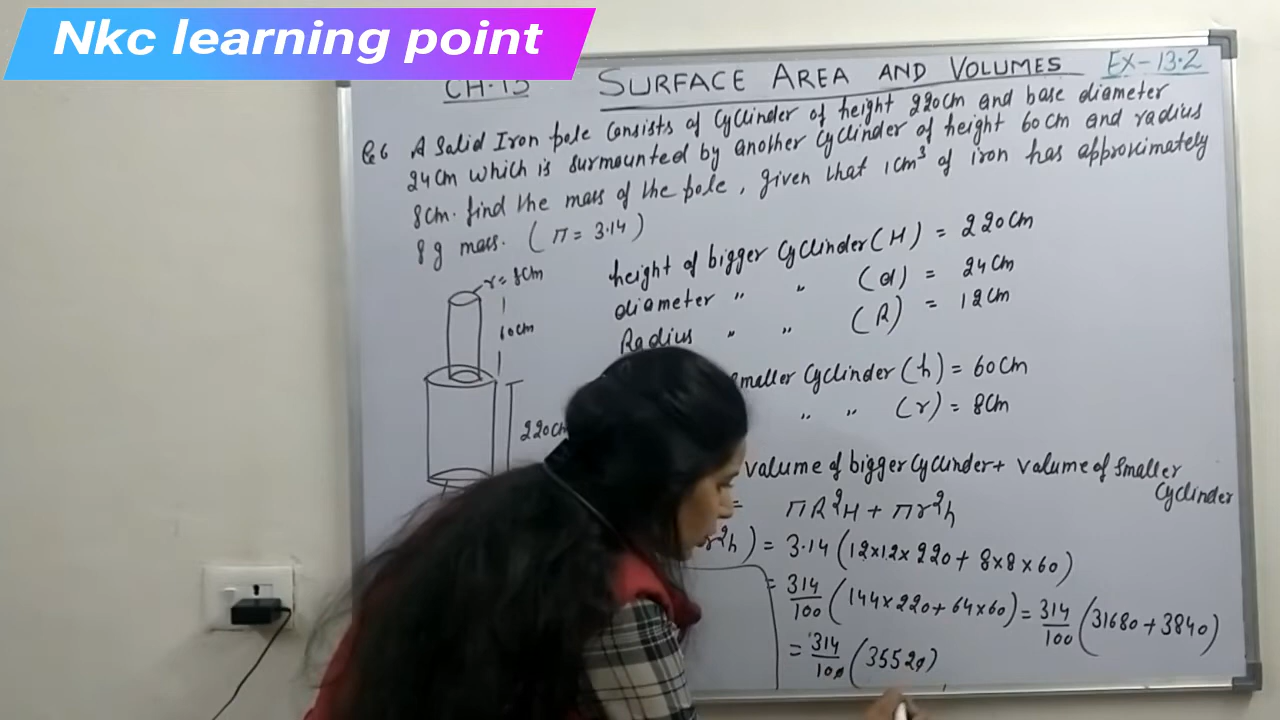 Nkc learning point
CH-13 SURFACE AREA AND VOLUMES EX-13.2
Q.6 A Solid Iron pole consists of cylinder of height 220cm and base diameter
24cm which is surmounted by another cylinder of height 60cm and radius
8cm. find the mass of the pole, given that 1cm³ of iron has approximately
8g mass. (π = 3.14)
r = 8cm
60cm
220cm
height of bigger cylinder (H) = 220cm
diameter " " (d) = 24cm
Radius " " (R) = 12cm
smaller cylinder (h) = 60cm
" " (r) = 8cm
volume of bigger cylinder + volume of smaller
cylinder
= πR²H + πr²h
r²h) = 3.14 (12×12×220 + 8×8×60)
= 314/100 (144×220 + 64×60) = 314/100 (31680 + 3840)
= 314/100 (35520)